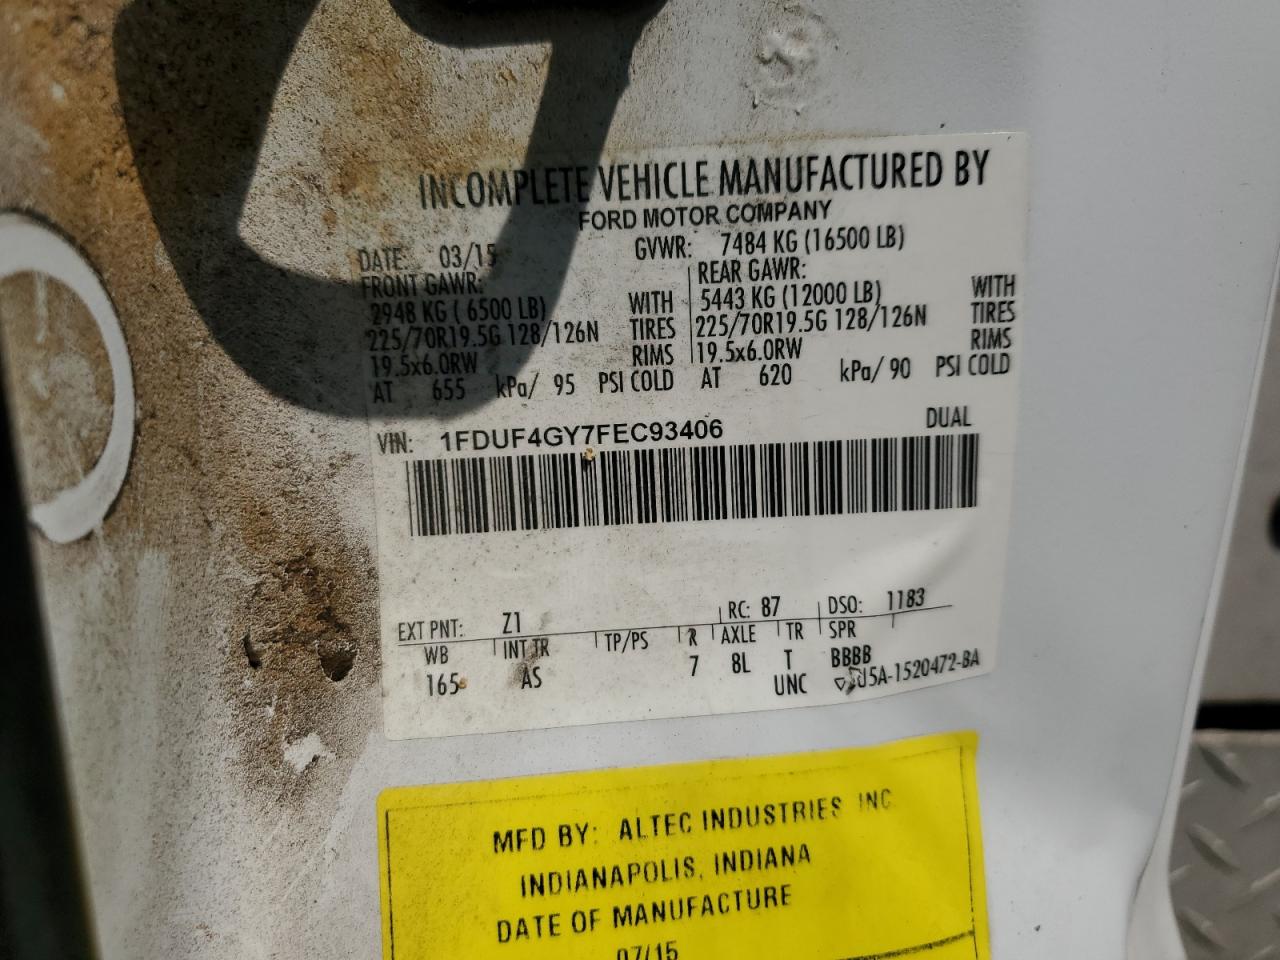 INCOMPLETE VEHICLE MANUFACTURED BY
FORD MOTOR COMPANY
DATE: 03/15 GVWR: 7484 KG (16500 LB)
FRONT GAWR: REAR GAWR:
2948 KG ( 6500 LB) WITH 5443 KG (12000 LB) WITH
225/70R19.5G 128/126N TIRES 225/70R19.5G 128/126N TIRES
19.5x6.0RW RIMS 19.5x6.0RW RIMS
AT 655 kPa/ 95 PSI COLD AT 620 kPa/ 90 PSI COLD
VIN: 1FDUF4GY7FEC93406 DUAL
EXT PNT: Z1 RC: 87 DSO: 1183
WB INT TR TP/PS R AXLE TR SPR
165 AS 7 8L T BBBB
UNC U5A-1520472-BA
MFD BY: ALTEC INDUSTRIES INC
INDIANAPOLIS, INDIANA
DATE OF MANUFACTURE
07/15